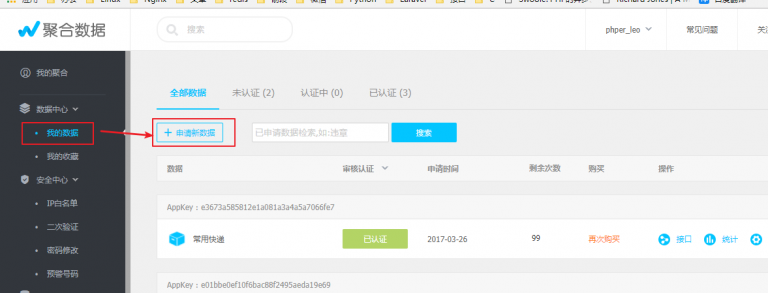 聚合数据
搜索
phper_leo
常见问题
我的聚合
数据中心
我的数据
我的收藏
安全中心
IP白名单
二次验证
密码修改
预警号码
全部数据 未认证 (2) 认证中 (0) 已认证 (3)
+ 申请新数据 已申请数据检索,如:违章 搜索
数据 审核认证 申请时间 剩余次数 购买 操作
AppKey : e3673a585812e1a081a3a4a5a7066fe7
常用快递 已认证 2017-03-26 99 再次购买 接口 统计
AppKey : e01bbe0ef10f6bac88f2495aeda19e69